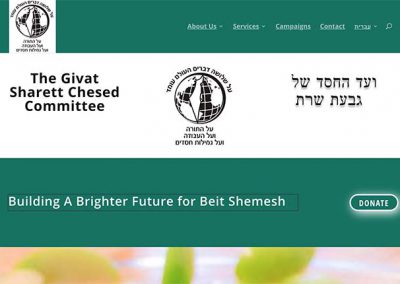 על שלושה דברים העולם עומד
על התורה
ועל העבודה
ועל גמילות חסדים
About Us
Services
Campaigns
Contact
עברית
The Givat
Sharett Chesed
Committee
על שלושה דברים העולם עומד
על התורה
ועל העבודה
ועל גמילות חסדים
ועד החסד של
גבעת שרת
Building A Brighter Future for Beit Shemesh
DONATE